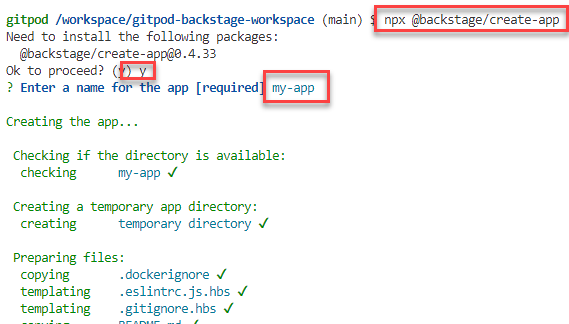 gitpod /workspace/gitpod-backstage-workspace (main) $ npx @backstage/create-app
Need to install the following packages:
@backstage/create-app@0.4.33
Ok to proceed? (y) y
? Enter a name for the app [required] my-app
Creating the app...
Checking if the directory is available:
checking my-app ✓
Creating a temporary app directory:
creating temporary directory ✓
Preparing files:
copying .dockerignore ✓
templating .eslintrc.js.hbs ✓
templating .gitignore.hbs ✓
copying README.md ✓